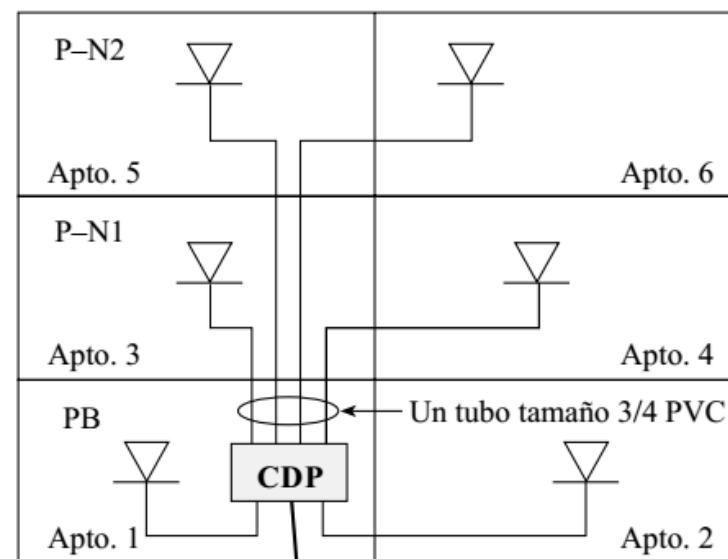 P–N2
Apto. 5
Apto. 6
P–N1
Apto. 3
Apto. 4
PB
Un tubo tamaño 3/4 PVC
CDP
Apto. 1
Apto. 2